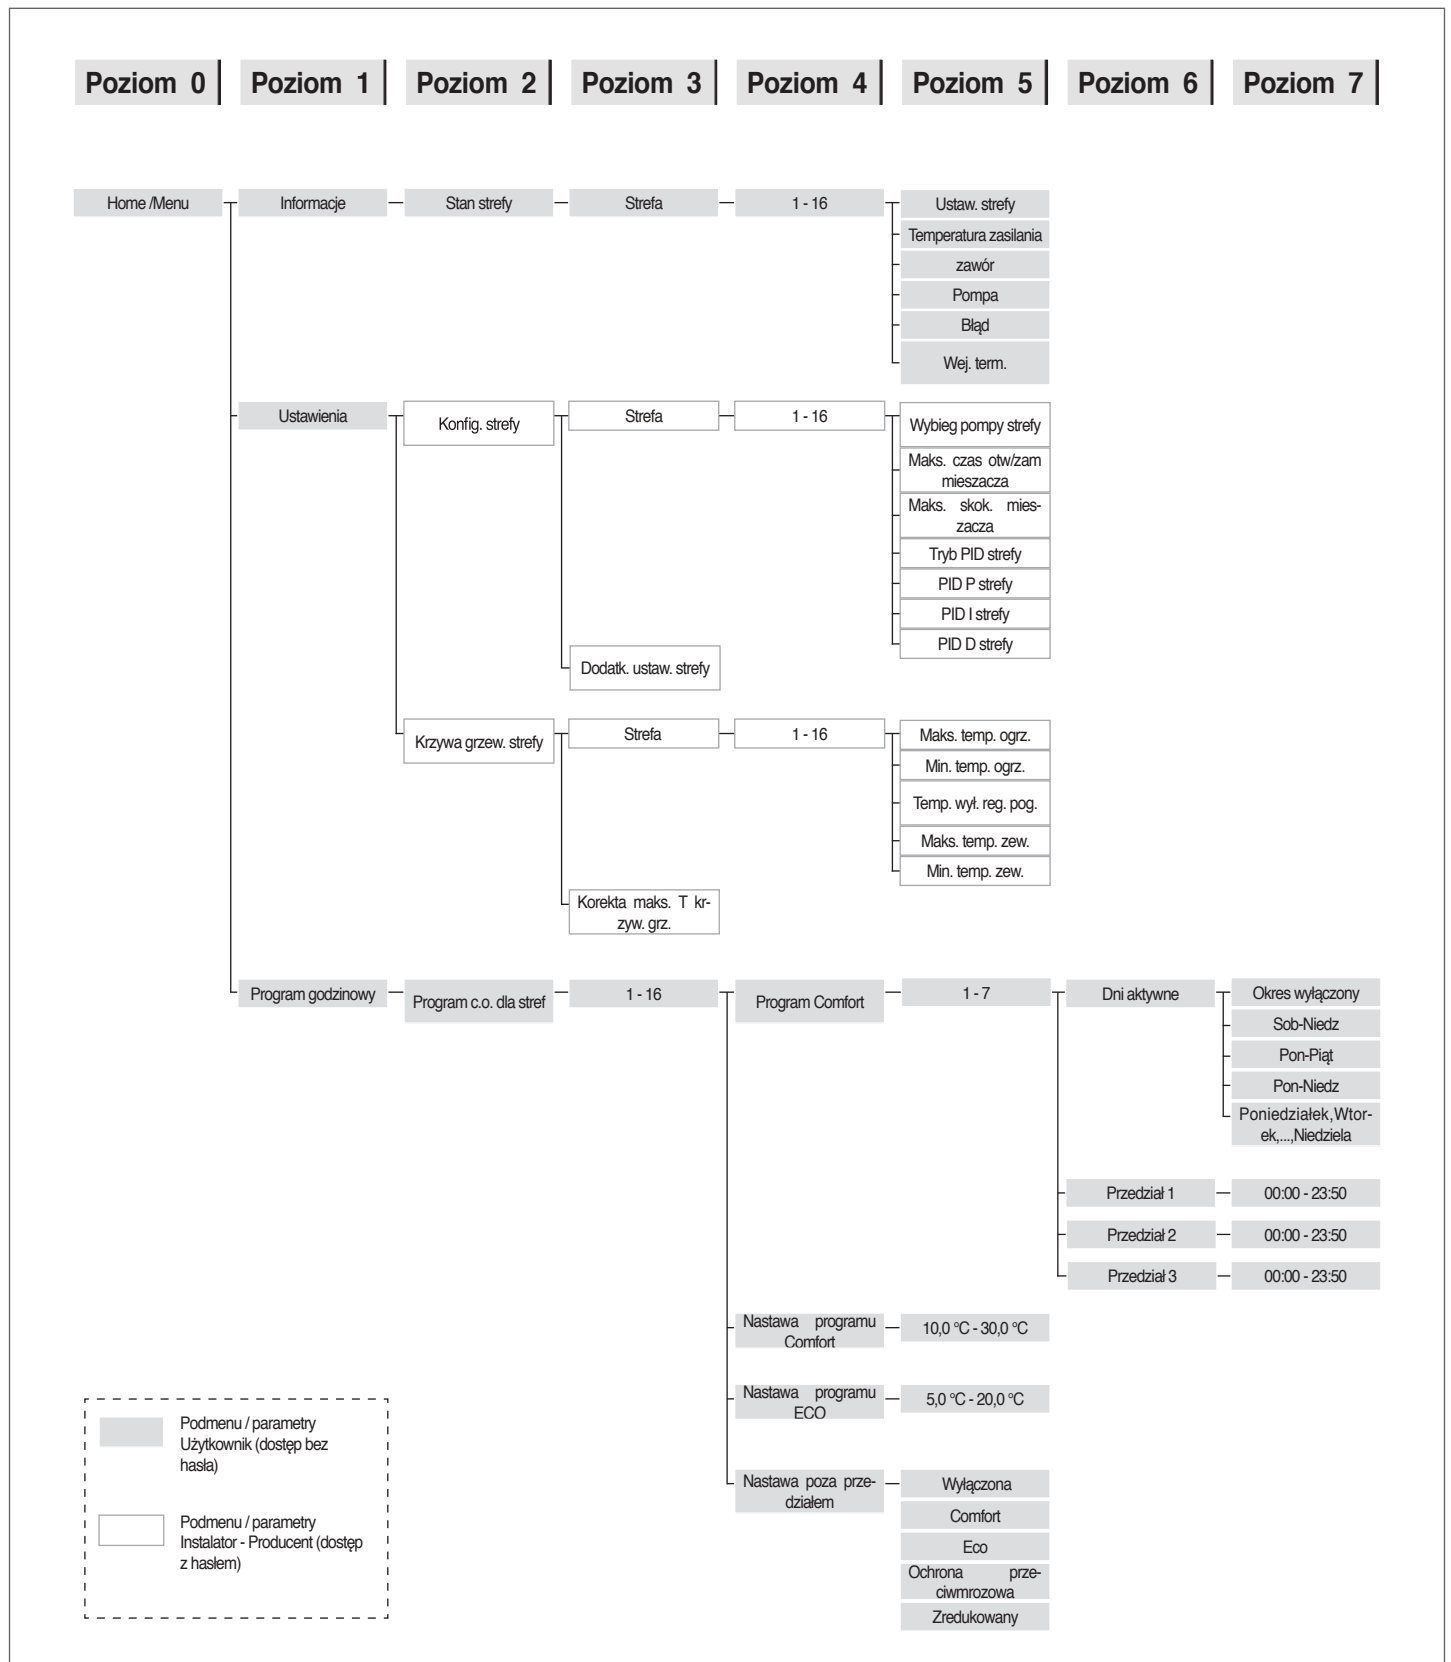 Poziom 0 Poziom 1 Poziom 2 Poziom 3 Poziom 4 Poziom 5 Poziom 6 Poziom 7
Home /Menu Informacje Stan strefy Strefa 1 - 16 Ustaw. strefy
Temperatura zasilania
zawór
Pompa
Błąd
Wej. term.
Ustawienia Konfig. strefy Strefa 1 - 16 Wybieg pompy strefy
Maks. czas otw/zam
mieszacza
Maks. skok. mies-
zacza
Tryb PID strefy
PID P strefy
PID I strefy
PID D strefy
Dodatk. ustaw. strefy
Krzywa grzew. strefy Strefa 1 - 16 Maks. temp. ogrz.
Min. temp. ogrz.
Temp. wył. reg. pog.
Maks. temp. zew.
Min. temp. zew.
Korekta maks. T kr-
zyw. grz.
Program godzinowy Program c.o. dla stref 1 - 16 Program Comfort 1 - 7 Dni aktywne Okres wyłączony
Sob-Niedz
Pon-Piąt
Pon-Niedz
Poniedziałek,Wtor-
ek,...,Niedziela
Przedział 1 00:00 - 23:50
Przedział 2 00:00 - 23:50
Przedział 3 00:00 - 23:50
Nastawa programu
Comfort
10,0 °C - 30,0 °C
Nastawa programu
ECO
5,0 °C - 20,0 °C
Nastawa poza prze-
działem
Wyłączona
Comfort
Eco
Ochrona prze-
ciwmrozowa
Zredukowany
Podmenu / parametry
Użytkownik (dostęp bez
hasła)
Podmenu / parametry
Instalator - Producent (dostęp
z hasłem)